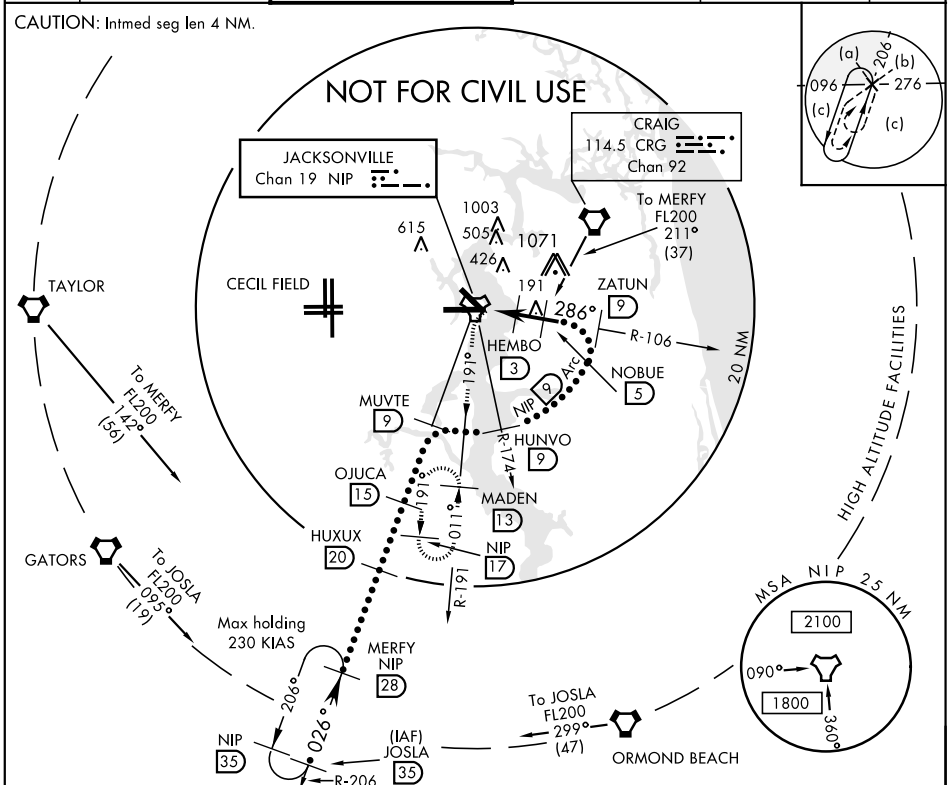 CAUTION: Intmed seg len 4 NM.
NOT FOR CIVIL USE
(a)
206
(b)
096
276
(c)
(c)
JACKSONVILLE
Chan 19 NIP
CRAIG
114.5 CRG
Chan 92
To MERFY
FL200
211°
(37)
615
1003
505
426
1071
191
TAYLOR
CECIL FIELD
286°
ZATUN
9
R-106
20 NM
HEMBO
3
NOBUE
5
191°
NIP 9 Arc
To MERFY
FL200
142°
(56)
MUVTE
9
HUNVO
9
R-174
OJUCA
15
191°
011°
MADEN
13
HUXUX
20
NIP
17
R-191
HIGH ALTITUDE FACILITIES
GATORS
To JOSLA
FL200
095°
(19)
Max holding
230 KIAS
MERFY
NIP
28
206°
026°
NIP
35
(IAF)
JOSLA
35
R-206
To JOSLA
FL200
299°
(47)
ORMOND BEACH
MSA NIP 25 NM
2100
090°
1800
360°